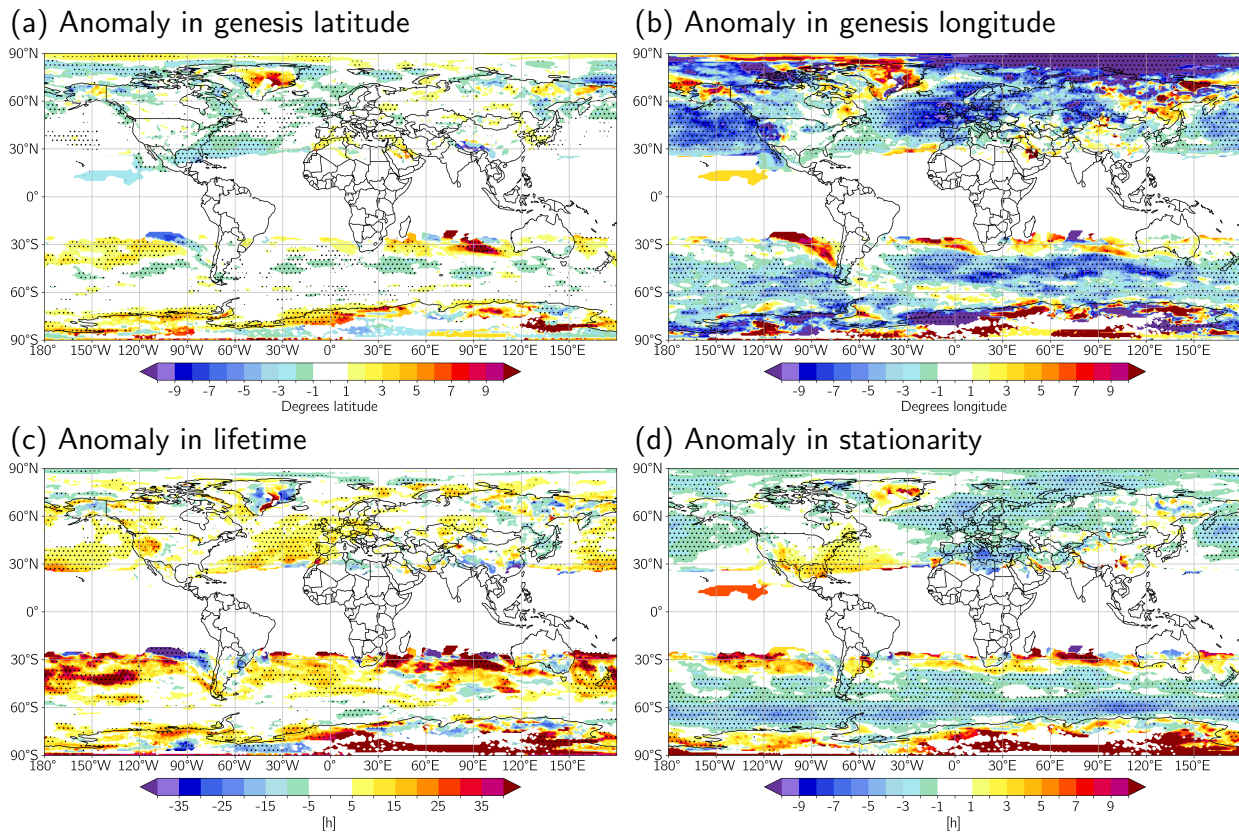 (a) Anomaly in genesis latitude
90°N
60°N
30°N
0°
30°S
60°S
90°S
180° 150°W 120°W 90°W 60°W 30°W 0° 30°E 60°E 90°E 120°E 150°E
-9 -7 -5 -3 -1 1 3 5 7 9
Degrees latitude
(b) Anomaly in genesis longitude
90°N
60°N
30°N
0°
30°S
60°S
90°S
180° 150°W 120°W 90°W 60°W 30°W 0° 30°E 60°E 90°E 120°E 150°E
-9 -7 -5 -3 -1 1 3 5 7 9
Degrees longitude
(c) Anomaly in lifetime
90°N
60°N
30°N
0°
30°S
60°S
90°S
180° 150°W 120°W 90°W 60°W 30°W 0° 30°E 60°E 90°E 120°E 150°E
-35 -25 -15 -5 5 15 25 35
[h]
(d) Anomaly in stationarity
90°N
60°N
30°N
0°
30°S
60°S
90°S
180° 150°W 120°W 90°W 60°W 30°W 0° 30°E 60°E 90°E 120°E 150°E
-9 -7 -5 -3 -1 1 3 5 7 9
[h]